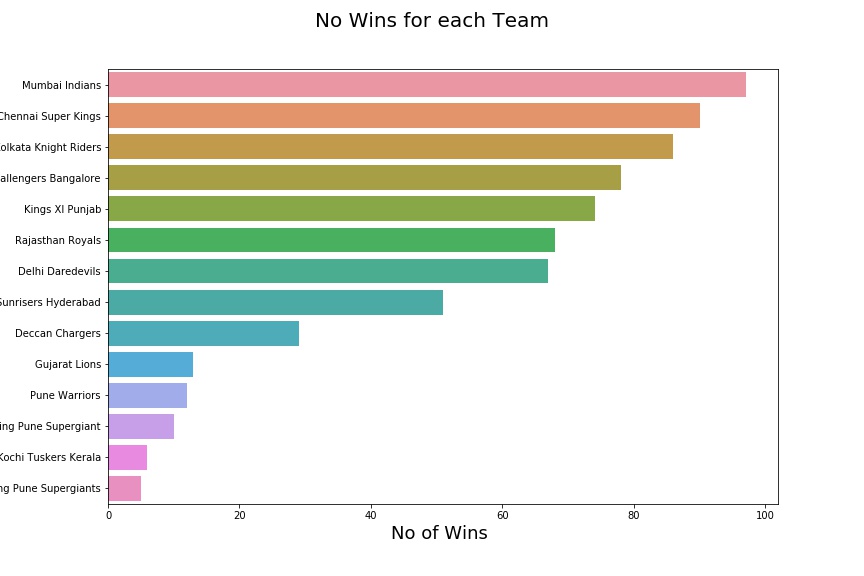 No Wins for each Team
Mumbai Indians
Chennai Super Kings
olkata Knight Riders
allengers Bangalore
Kings XI Punjab
Rajasthan Royals
Delhi Daredevils
Sunrisers Hyderabad
Deccan Chargers
Gujarat Lions
Pune Warriors
ing Pune Supergiant
Kochi Tuskers Kerala
ng Pune Supergiants
0 20 40 60 80 100
No of Wins